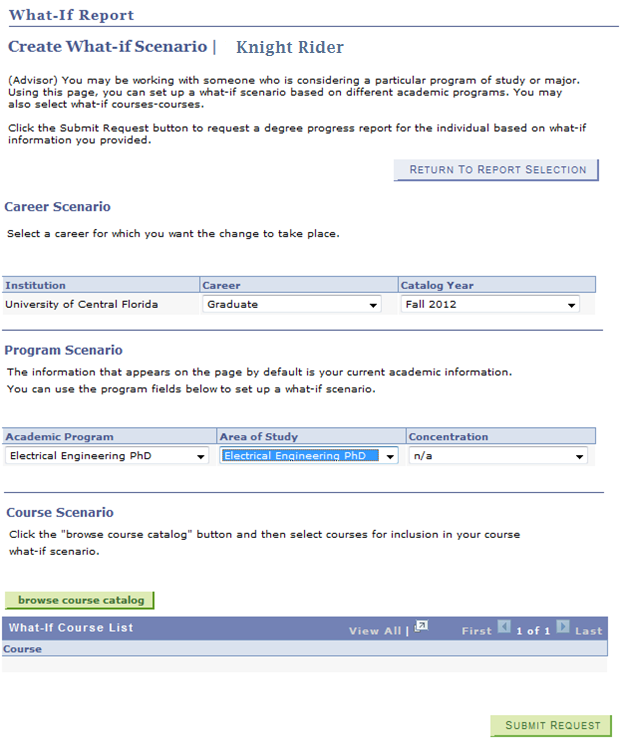 What-If Report
Create What-if Scenario | Knight Rider
(Advisor) You may be working with someone who is considering a particular program of study or major.
Using this page, you can set up a what-if scenario based on different academic programs. You may
also select what-if courses-courses.
Click the Submit Request button to request a degree progress report for the individual based on what-if
information you provided.
RETURN TO REPORT SELECTION
Career Scenario
Select a career for which you want the change to take place.
Institution Career Catalog Year
University of Central Florida Graduate Fall 2012
Program Scenario
The information that appears on the page by default is your current academic information.
You can use the program fields below to set up a what-if scenario.
Academic Program Area of Study Concentration
Electrical Engineering PhD Electrical Engineering PhD n/a
Course Scenario
Click the "browse course catalog" button and then select courses for inclusion in your course
what-if scenario.
browse course catalog
What-If Course List View All | First 1 of 1 Last
Course
SUBMIT REQUEST